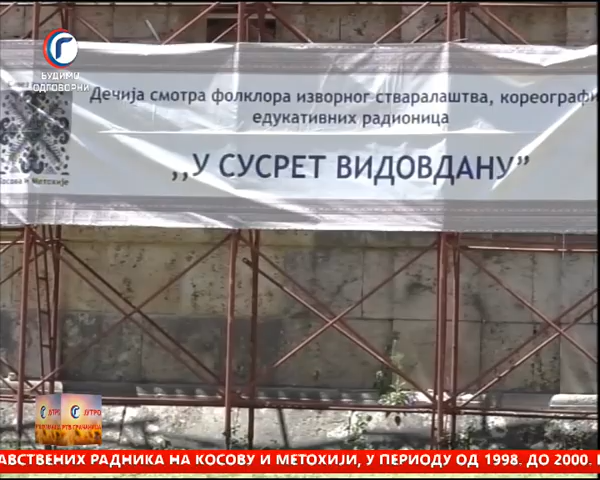 БУДИМО
ОДГОВОРНИ
Дечија смотра фолклора изворног стваралаштва, кореографи
едукативних радионица
,,У СУСРЕТ ВИДОВДАНУ”
Косова и Метохије
ЈУТРО
АВСТВЕНИХ РАДНИКА НА КОСОВУ И МЕТОХИЈИ, У ПЕРИОДУ ОД 1998. ДО 2000.